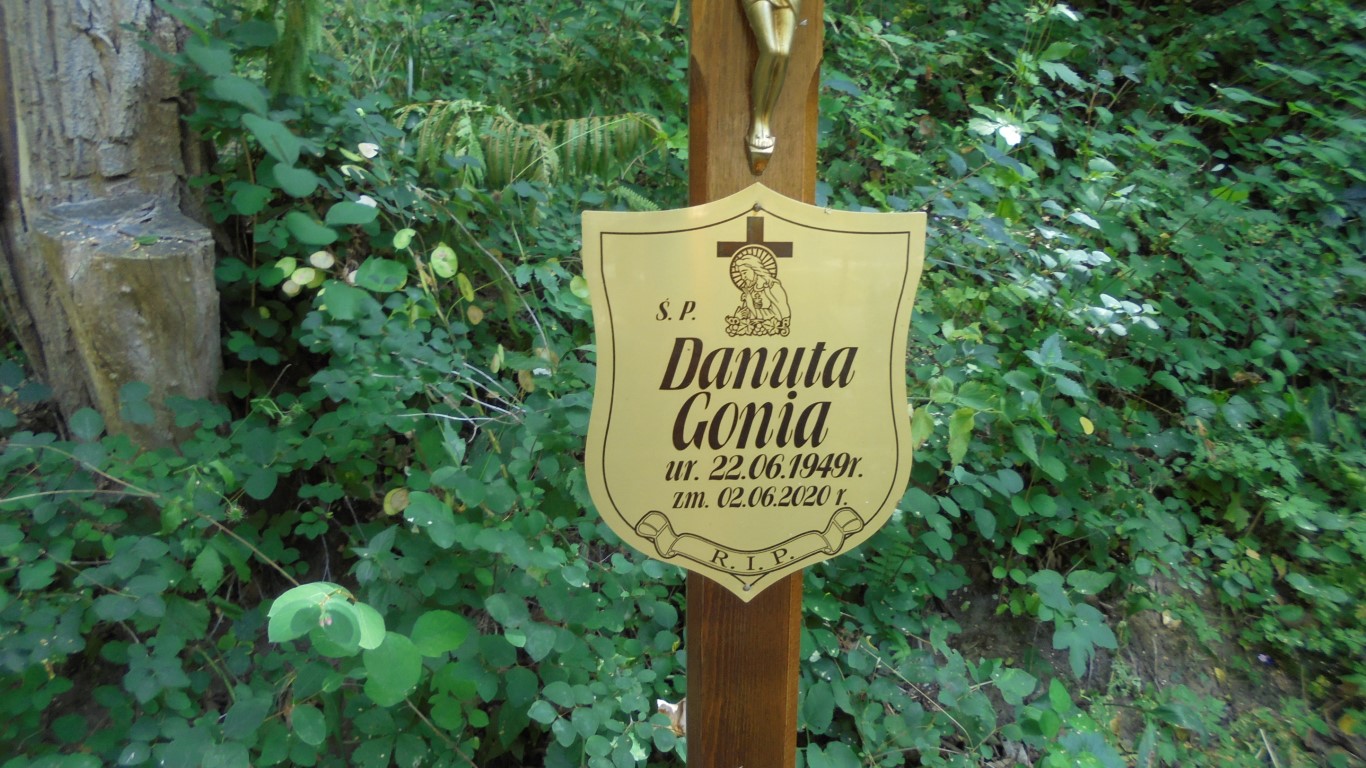 Ś. P.
Danuta
Gonia
ur. 22.06.1949r.
zm. 02.06.2020 r.
R. I. P.